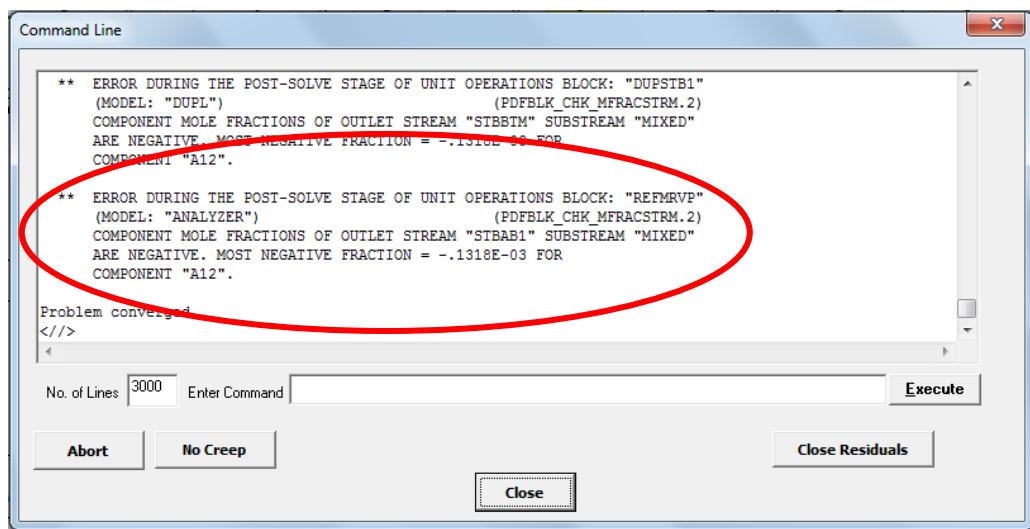 Command Line
** ERROR DURING THE POST-SOLVE STAGE OF UNIT OPERATIONS BLOCK: "DUPSTB1"
(MODEL: "DUPL") (PDFBLK_CHK_MFRACSTRM.2)
COMPONENT MOLE FRACTIONS OF OUTLET STREAM "STBBTM" SUBSTREAM "MIXED"
ARE NEGATIVE. MOST NEGATIVE FRACTION = -.1318E-03 FOR
COMPONENT "A12".
** ERROR DURING THE POST-SOLVE STAGE OF UNIT OPERATIONS BLOCK: "REFMRVP"
(MODEL: "ANALYZER") (PDFBLK_CHK_MFRACSTRM.2)
COMPONENT MOLE FRACTIONS OF OUTLET STREAM "STBAB1" SUBSTREAM "MIXED"
ARE NEGATIVE. MOST NEGATIVE FRACTION = -.1318E-03 FOR
COMPONENT "A12".
Problem converged
<//>
No. of Lines 3000 Enter Command Execute
Abort No Creep Close Residuals
Close